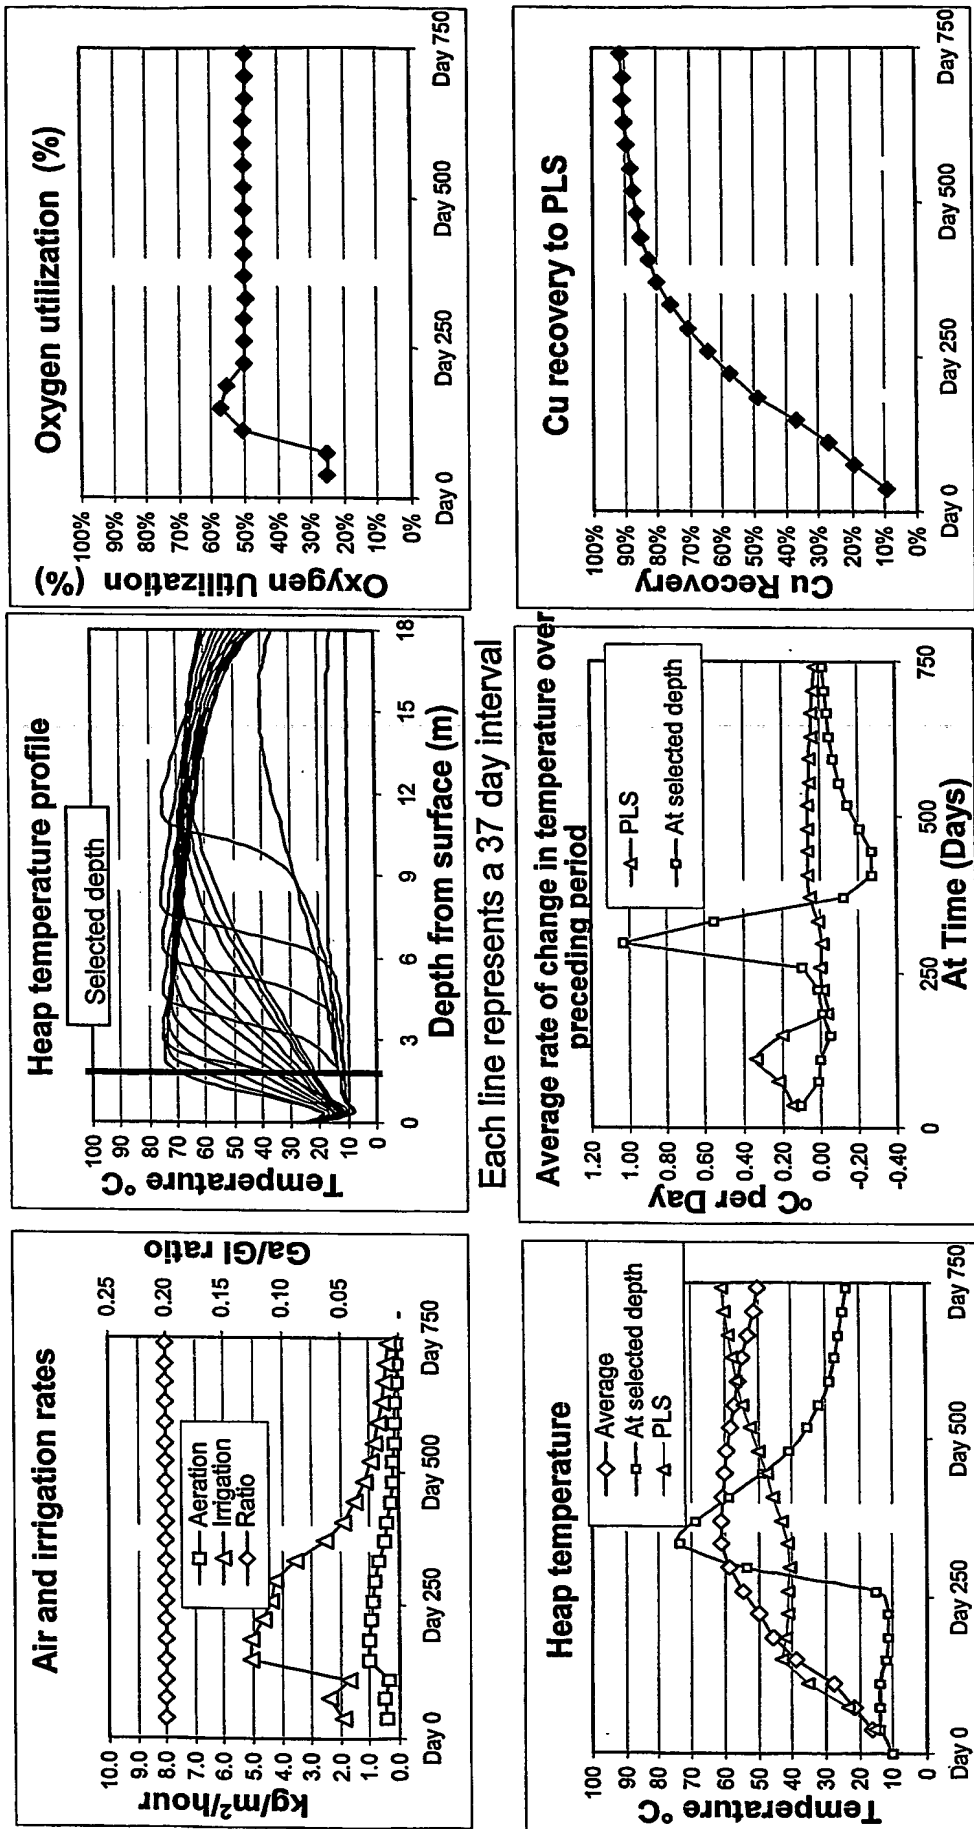 Air and irrigation rates
kg/m²/hour
10.0
9.0
8.0
7.0
6.0
5.0
4.0
3.0
2.0
1.0
0.0
Aeration
Irrigation
Ratio
Ga/Gl ratio
0.25
0.20
0.15
0.10
0.05
-
Day 0
Day 250
Day 500
Day 750
Heap temperature profile
Temperature °C
100
90
80
70
60
50
40
30
20
10
0
Selected depth
0
3
6
9
12
15
18
Depth from surface (m)
Each line represents a 37 day interval
Oxygen utilization (%)
Oxygen Utilization
(%)
100%
90%
80%
70%
60%
50%
40%
30%
20%
10%
0%
Day 0
Day 250
Day 500
Day 750
Heap temperature
Temperature °C
100
90
80
70
60
50
40
30
20
10
0
Average
At selected depth
PLS
Day 0
Day 250
Day 500
Day 750
Average rate of change in temperature over
preceding period
°C per Day
1.20
1.00
0.80
0.60
0.40
0.20
0.00
-0.20
-0.40
PLS
At selected depth
0
250
500
750
At Time (Days)
Cu recovery to PLS
Cu Recovery
100%
90%
80%
70%
60%
50%
40%
30%
20%
10%
0%
Day 0
Day 250
Day 500
Day 750